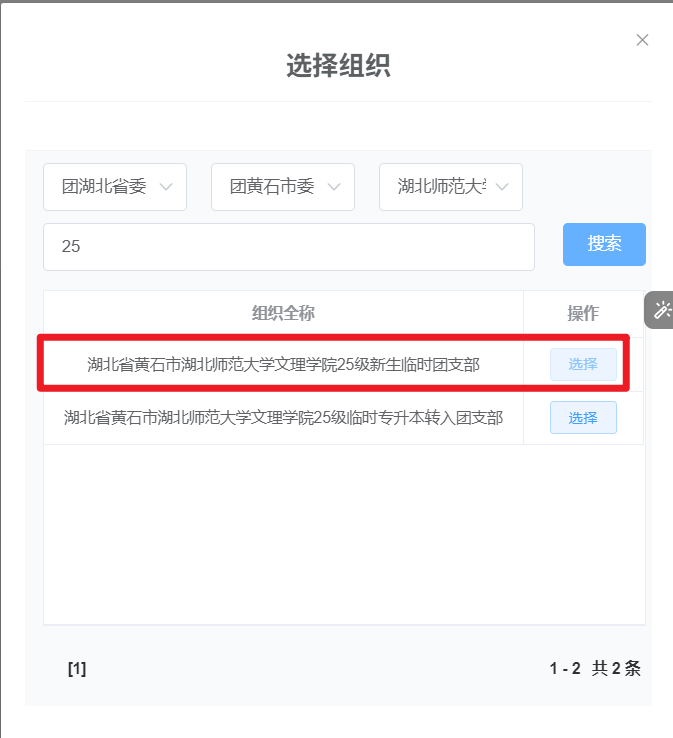 选择组织
团湖北省委 团黄石市委 湖北师范大学
25 搜索
组织全称 操作
湖北省黄石市湖北师范大学文理学院25级新生临时团支部 选择
湖北省黄石市湖北师范大学文理学院25级临时专升本转入团支部 选择
[1] 1 - 2 共 2 条